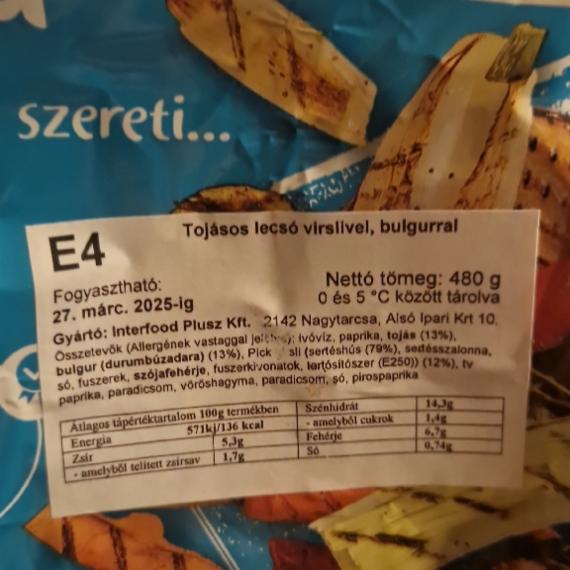 szereti...
E4
Tojásos lecsó virslivel, bulgurral
Fogyasztható:
27. márc. 2025-ig
Nettó tömeg: 480 g
0 és 5 °C között tárolva
Gyártó: Interfood Plusz Kft. 2142 Nagytarcsa, Alsó Ipari Krt 10.
Összetevők (Allergének vastaggal ivóvíz, paprika, tojás (13%),
bulgur (durumbúzadara) (13%), Pick (sertéshús (79%), sertésszalonna,
só, fuszerek, szójafehérje, fuszerkivonatok, tartósítószer (E250)) (12%), tv
paprika, paradicsom, vöröshagyma, paradicsom, só, pirospaprika
Átlagos tápértéktartalom 100g termékben
Energia 571kj/136 kcal
Zsír 5,3g
- amelyből telített zsírsav 1,7g
Szénhidrát 14,3g
- amelyből cukrok 1,4g
Fehérje 6,7g
Só 0,74g